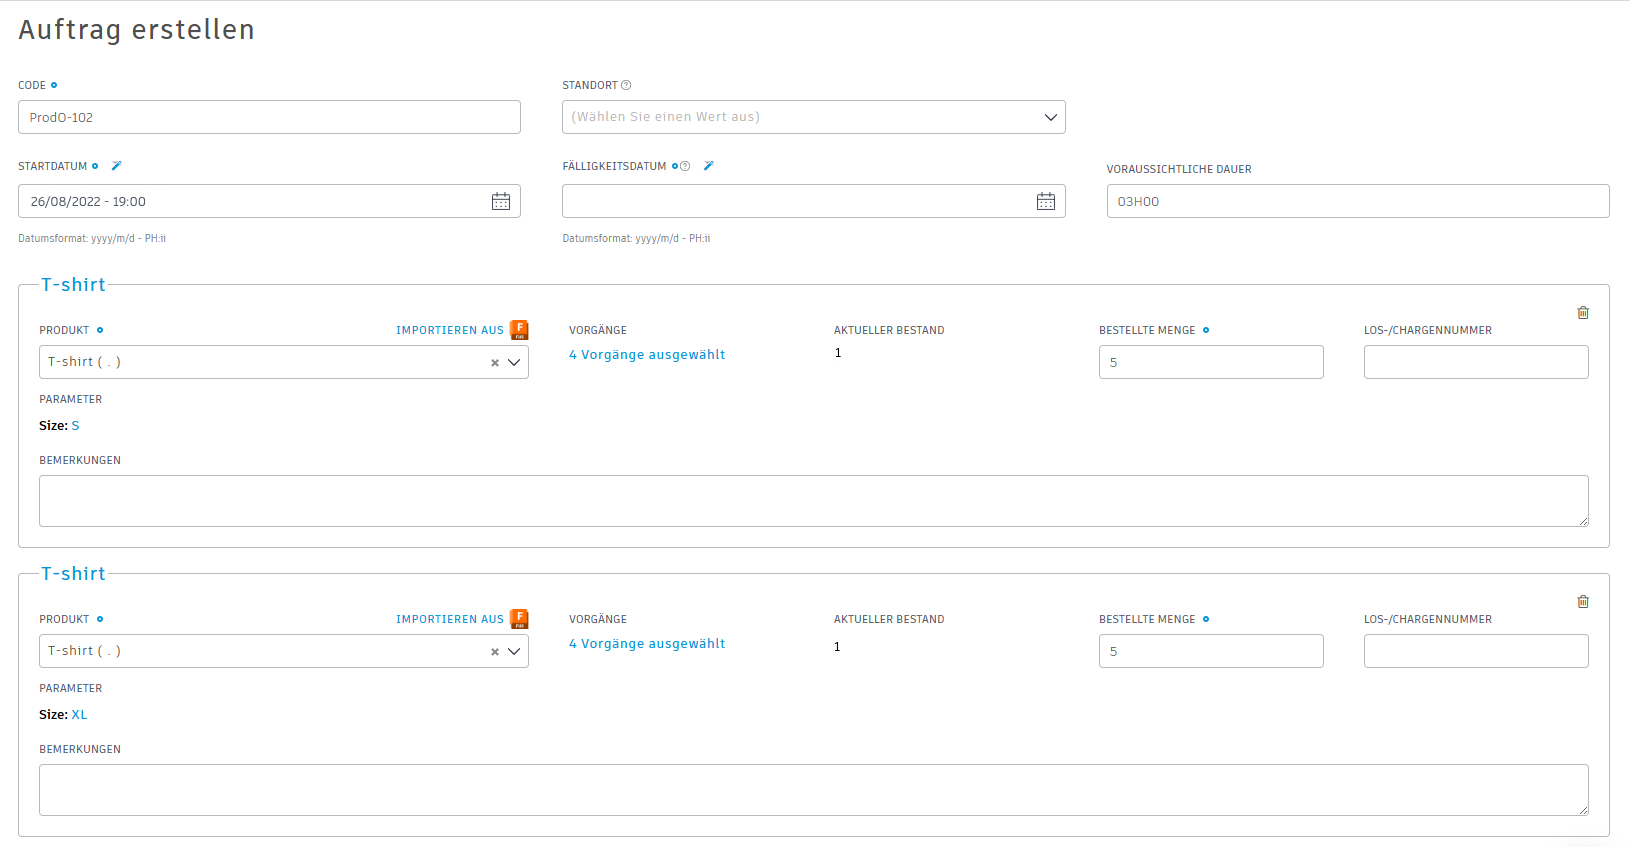 Auftrag erstellen
CODE
STANDORT
ProdO-102
(Wählen Sie einen Wert aus)
STARTDATUM
FÄLLIGKEITSDATUM
VORAUSSICHTLICHE DAUER
26/08/2022 - 19:00
03H00
Datumsformat: yyyy/m/d - PH:ii
Datumsformat: yyyy/m/d - PH:ii
T-shirt
PRODUKT
IMPORTIEREN AUS
VORGÄNGE
AKTUELLER BESTAND
BESTELLTE MENGE
LOS-/CHARGENNUMMER
T-shirt ( . )
4 Vorgänge ausgewählt
1
5
PARAMETER
Size: S
BEMERKUNGEN
T-shirt
PRODUKT
IMPORTIEREN AUS
VORGÄNGE
AKTUELLER BESTAND
BESTELLTE MENGE
LOS-/CHARGENNUMMER
T-shirt ( . )
4 Vorgänge ausgewählt
1
5
PARAMETER
Size: XL
BEMERKUNGEN